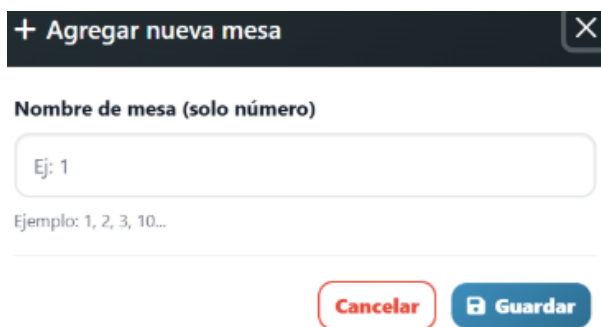 + Agregar nueva mesa
Nombre de mesa (solo número)
Ej: 1
Ejemplo: 1, 2, 3, 10...
Cancelar
Guardar